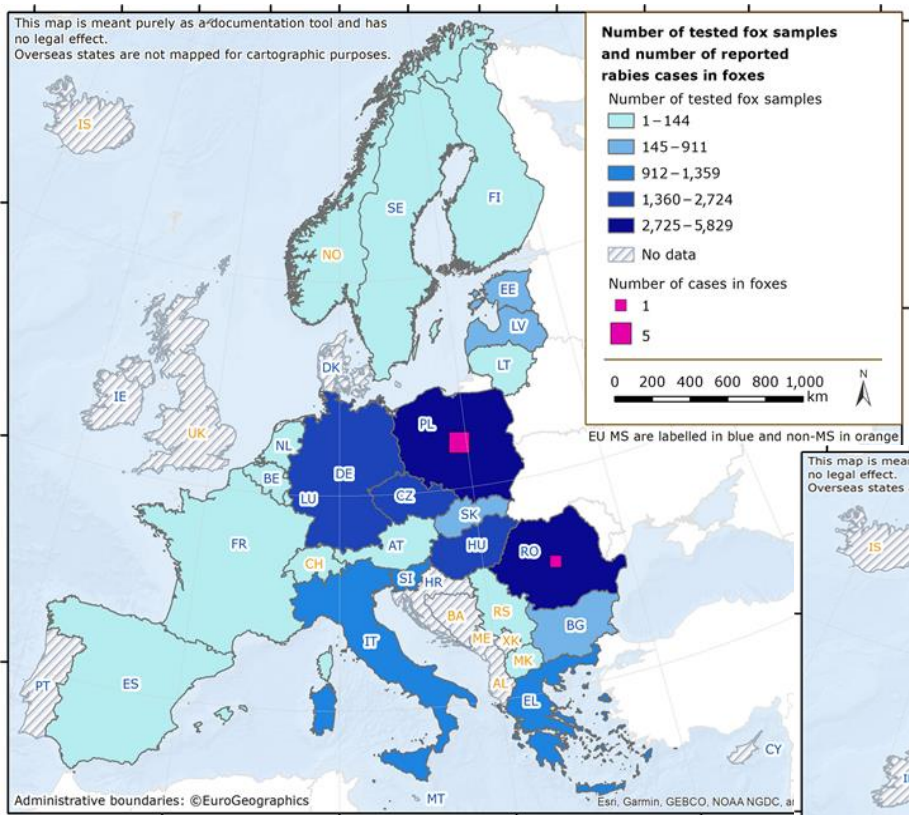 This map is meant purely as a documentation tool and has
no legal effect.
Overseas states are not mapped for cartographic purposes.
Number of tested fox samples
and number of reported
rabies cases in foxes
Number of tested fox samples
1–144
145–911
912–1,359
1,360–2,724
2,725–5,829
No data
Number of cases in foxes
1
5
0 200 400 600 800 1,000
km
N
EU MS are labelled in blue and non-MS in orange
IS
SE
FI
NO
EE
LV
LT
DK
IE
UK
NL
PL
BE
DE
LU
CZ
SK
FR
AT
HU
RO
CH
SI
HR
BA
RS
BG
IT
ME
XK
MK
AL
PT
ES
EL
CY
MT
Administrative boundaries: ©EuroGeographics
Esri, Garmin, GEBCO, NOAA NGDC,
This map is
no legal effect.
Overseas states
IS